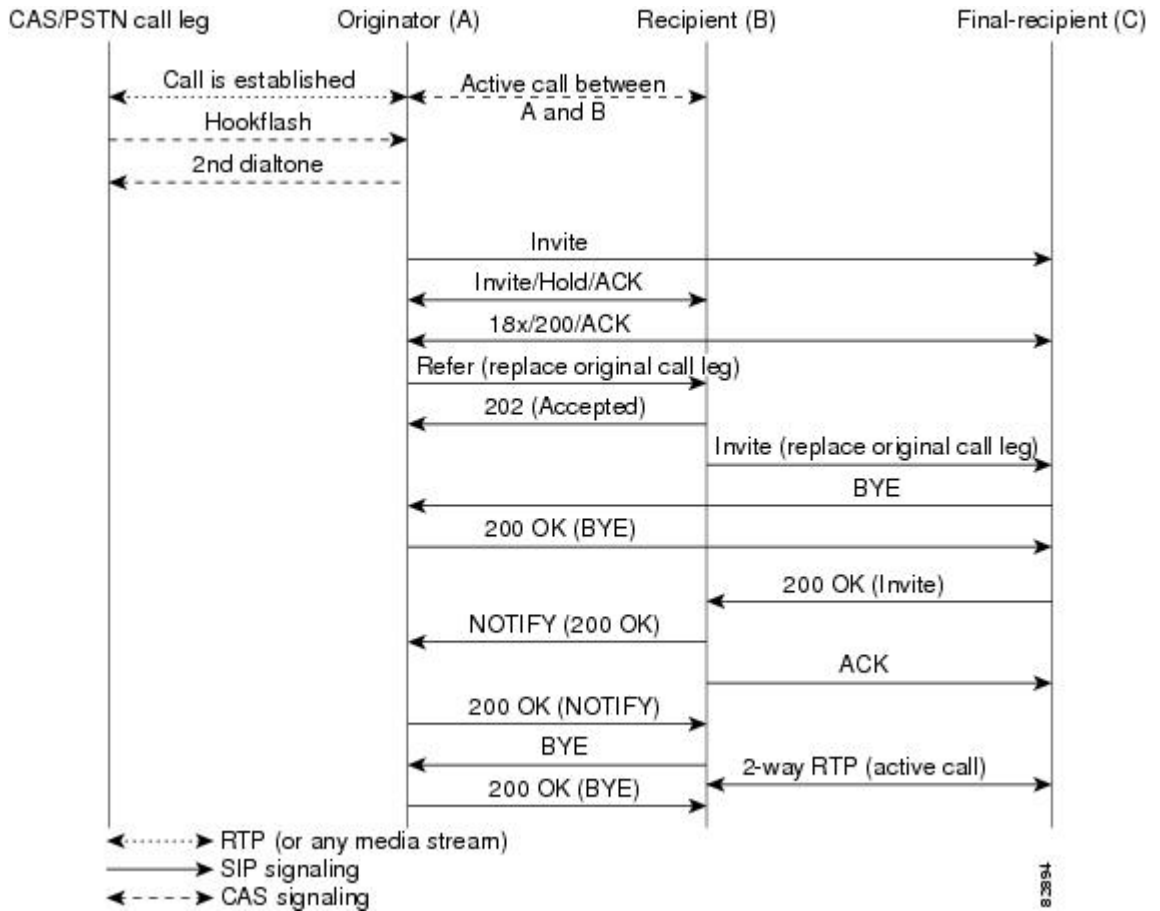 CAS/PSTN call leg
Originator (A)
Recipient (B)
Final-recipient (C)
Call is established
Active call between
A and B
Hookflash
2nd dialtone
Invite
Invite/Hold/ACK
18x/200/ACK
Refer (replace original call leg)
202 (Accepted)
Invite (replace original call leg)
BYE
200 OK (BYE)
200 OK (Invite)
NOTIFY (200 OK)
ACK
200 OK (NOTIFY)
BYE
2-way RTP (active call)
200 OK (BYE)
RTP (or any media stream)
SIP signaling
CAS signaling
82894